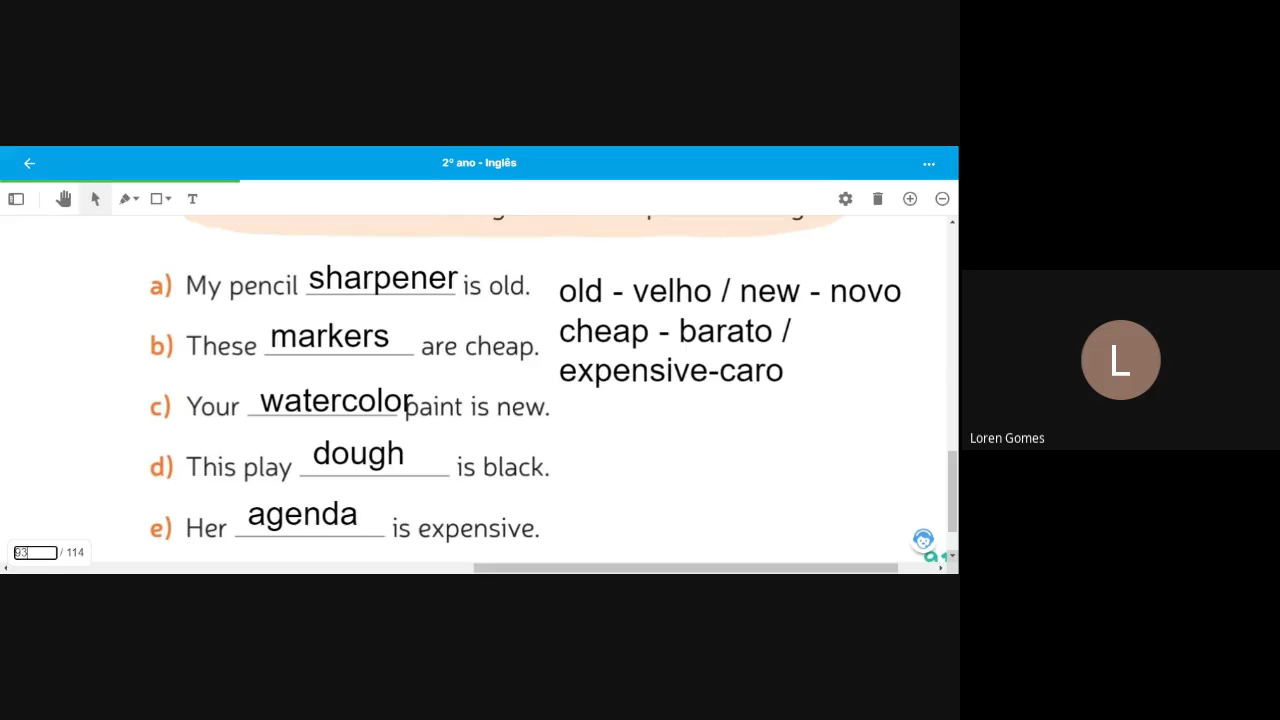 2º ano - Inglês
a) My pencil sharpener is old.
old - velho / new - novo
b) These markers are cheap.
cheap - barato /
expensive-caro
c) Your watercolor paint is new.
d) This play dough is black.
e) Her agenda is expensive.
93 / 114
L
Loren Gomes